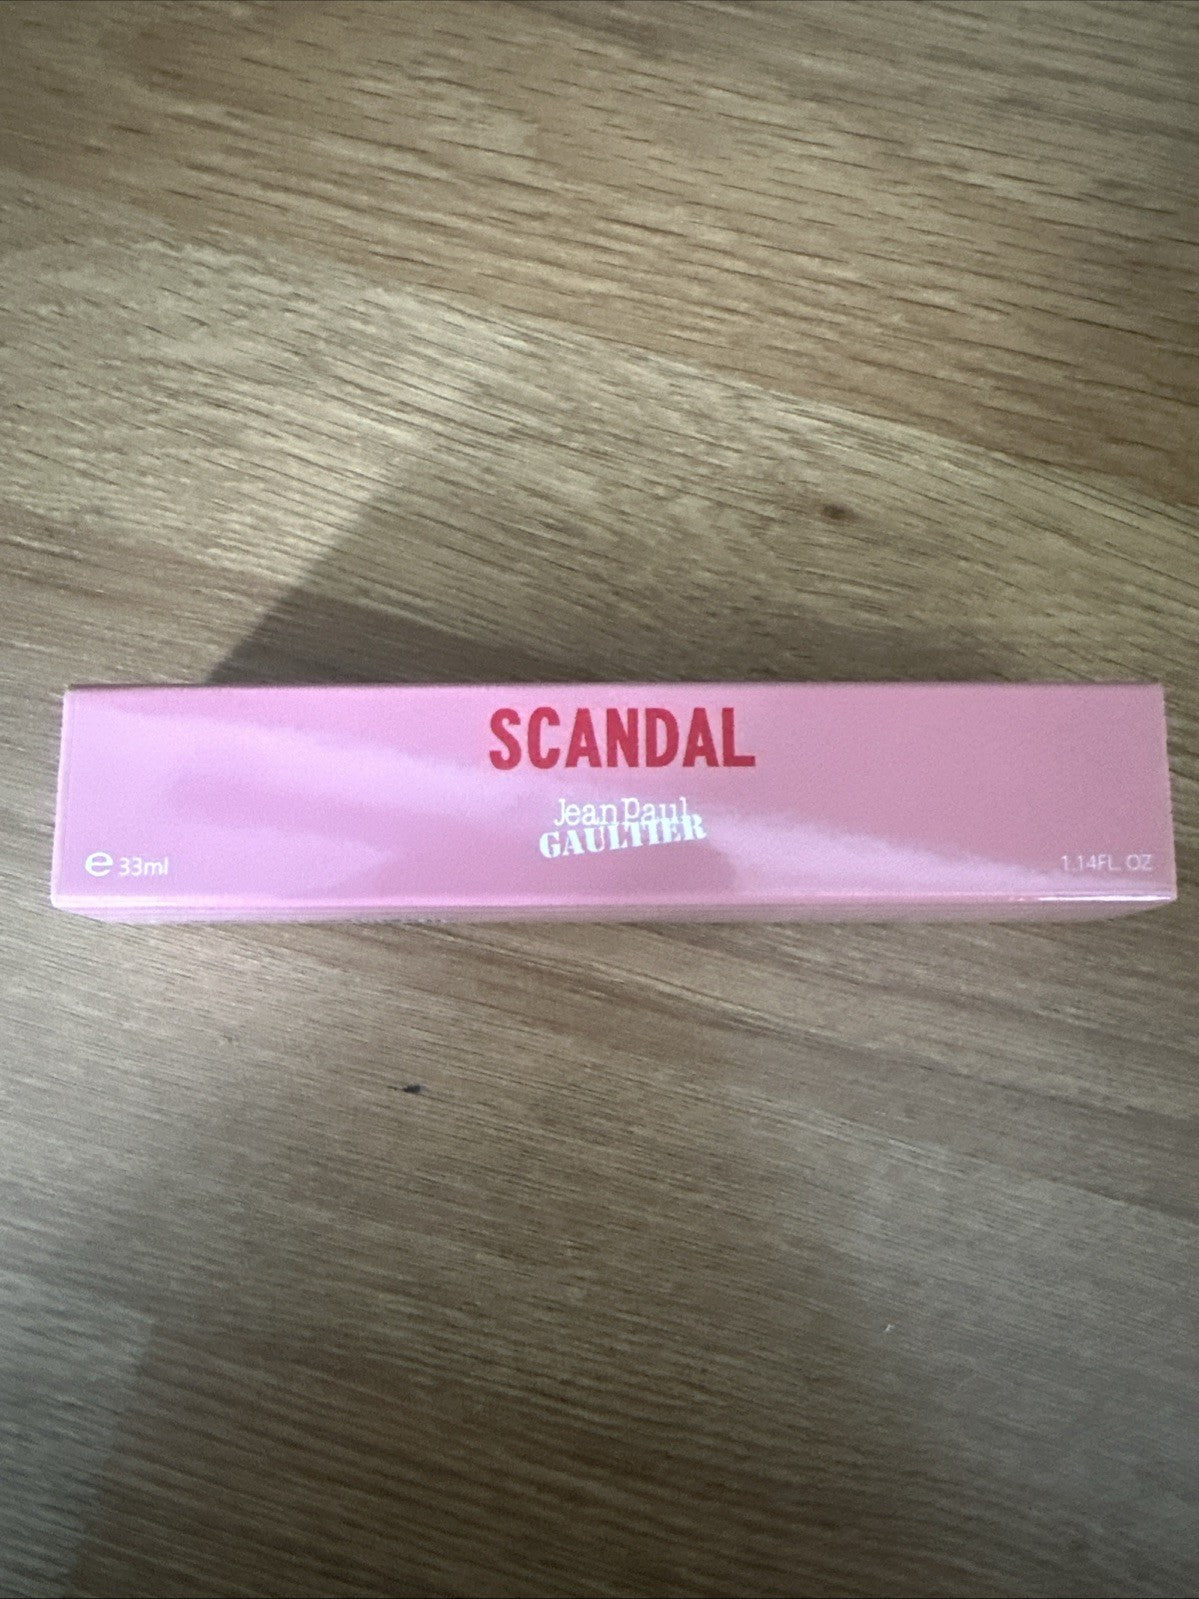 SCANDAL
Jean Paul
GAULTIER
e 33ml
1.14FL. OZ